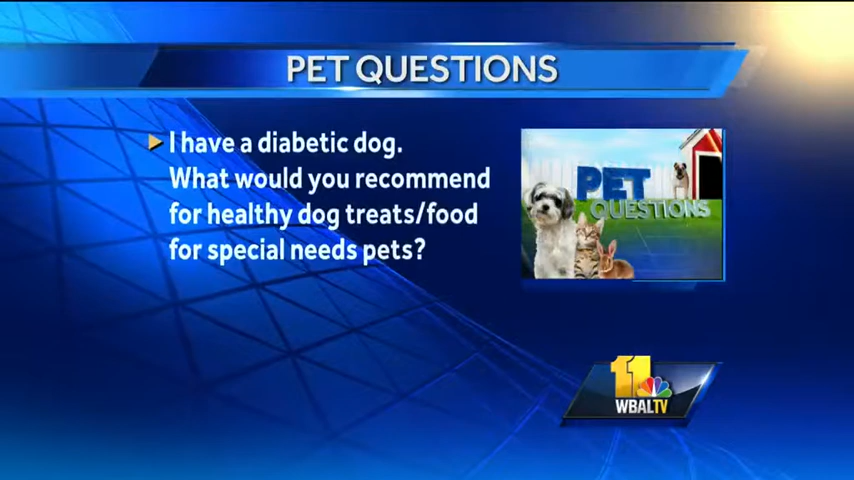 PET QUESTIONS
I have a diabetic dog.
What would you recommend
for healthy dog treats/food
for special needs pets?
PET
QUESTIONS
11
WBALTV